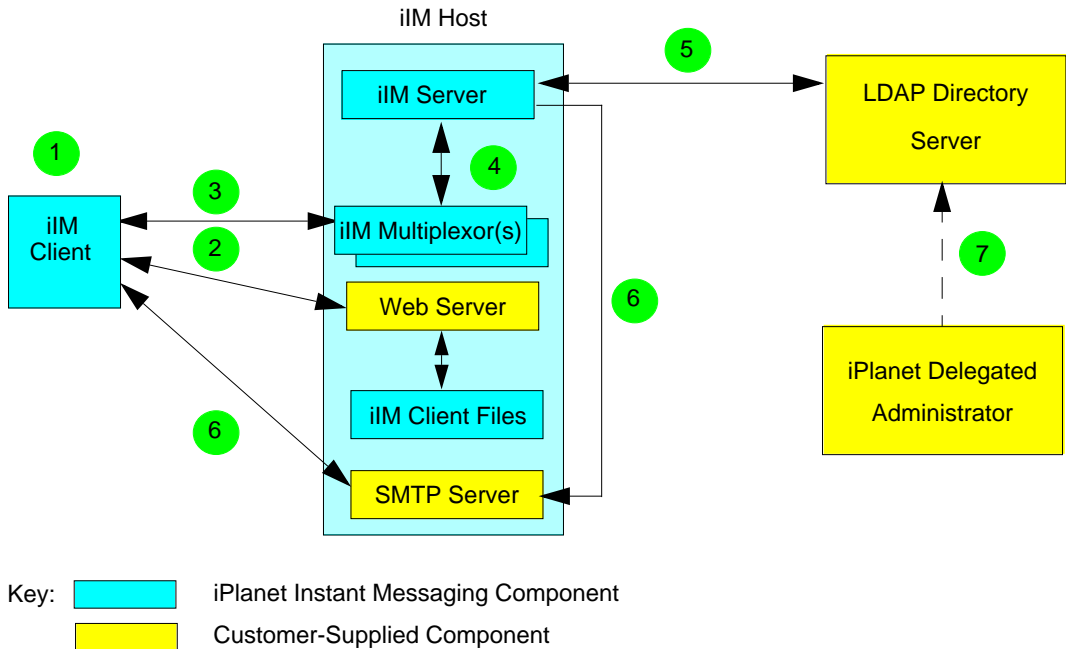 iIM Host
5
iIM Server
LDAP Directory
Server
1
4
3
iIM
Client
iIM Multiplexor(s)
2
7
Web Server
6
iPlanet Delegated
Administrator
iIM Client Files
6
SMTP Server
Key:
iPlanet Instant Messaging Component
Customer-Supplied Component